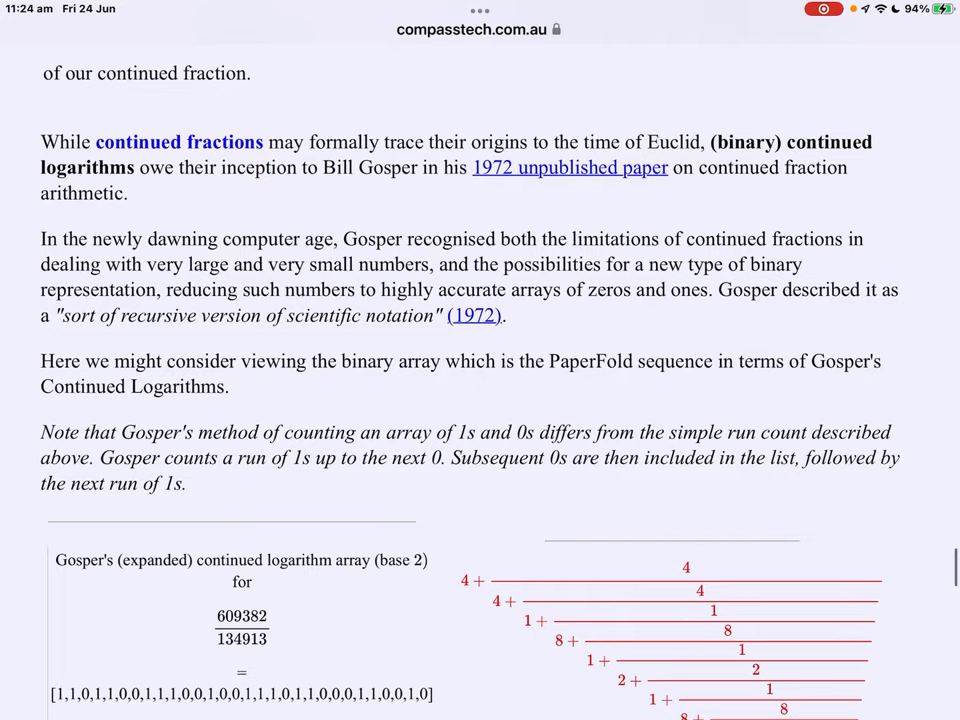 11:24 am Fri 24 Jun
94%
compasstech.com.au
of our continued fraction.
While continued fractions may formally trace their origins to the time of Euclid, (binary) continued
logarithms owe their inception to Bill Gosper in his 1972 unpublished paper on continued fraction
arithmetic.
In the newly dawning computer age, Gosper recognised both the limitations of continued fractions in
dealing with very large and very small numbers, and the possibilities for a new type of binary
representation, reducing such numbers to highly accurate arrays of zeros and ones. Gosper described it as
a "sort of recursive version of scientific notation" (1972).
Here we might consider viewing the binary array which is the PaperFold sequence in terms of Gosper's
Continued Logarithms.
Note that Gosper's method of counting an array of 1s and 0s differs from the simple run count described
above. Gosper counts a run of 1s up to the next 0. Subsequent 0s are then included in the list, followed by
the next run of 1s.
Gosper's (expanded) continued logarithm array (base 2)
for
609382
134913
=
[1,1,0,1,1,0,0,1,1,1,0,0,1,0,0,1,1,1,0,1,1,0,0,0,1,1,0,0,1,0]
4
4 +
4
4 +
1
1 +
8
8 +
1
1 +
2
2 +
1
1 +
8
8 +